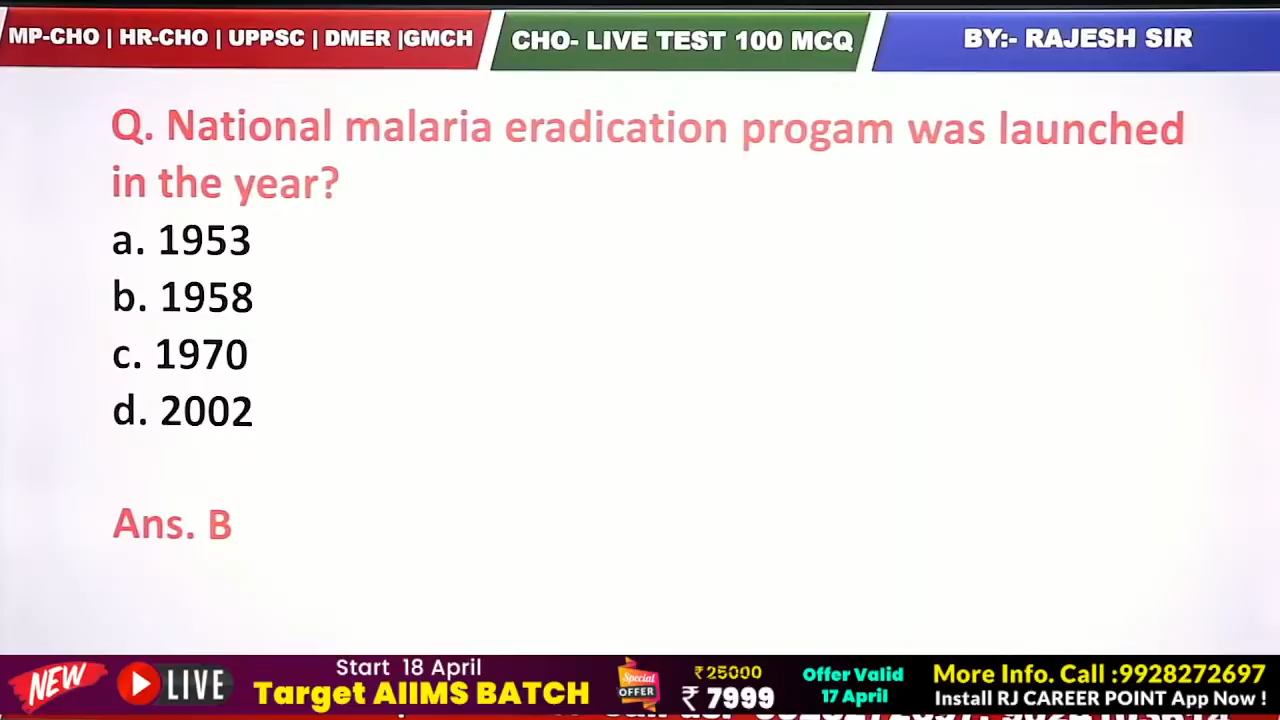 MP-CHO | HR-CHO | UPPSC | DMER |GMCH
CHO- LIVE TEST 100 MCQ
BY:- RAJESH SIR
Q. National malaria eradication progam was launched
in the year?
a. 1953
b. 1958
c. 1970
d. 2002
Ans. B
NEW
LIVE
Start 18 April
Target AIIMS BATCH
Special
OFFER
₹25000
₹ 7999
Offer Valid
17 April
More Info. Call :9928272697
Install RJ CAREER POINT App Now !